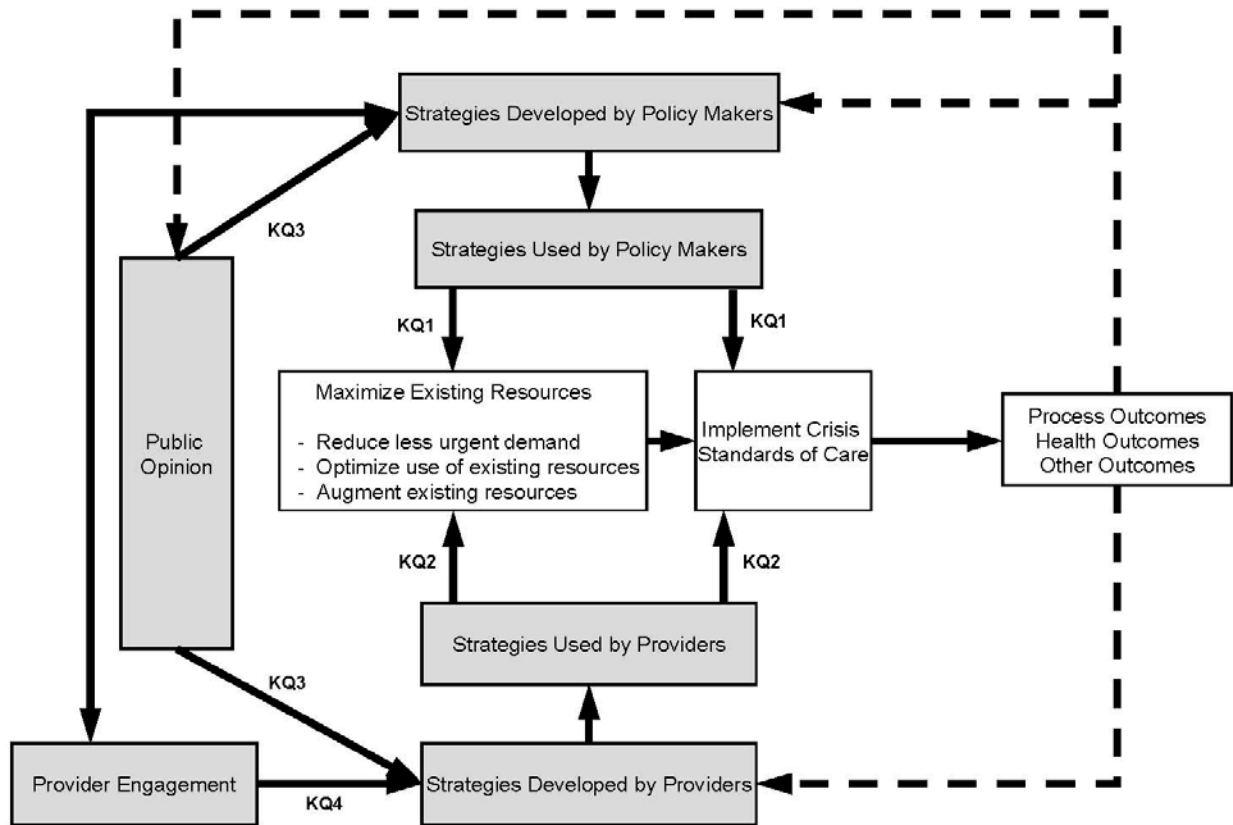 Strategies Developed by Policy Makers
KQ3
Strategies Used by Policy Makers
KQ1
KQ1
Maximize Existing Resources
- Reduce less urgent demand
- Optimize use of existing resources
- Augment existing resources
Implement Crisis
Standards of Care
Process Outcomes
Health Outcomes
Other Outcomes
Public
Opinion
KQ2
KQ2
Strategies Used by Providers
KQ3
Provider Engagement
KQ4
Strategies Developed by Providers